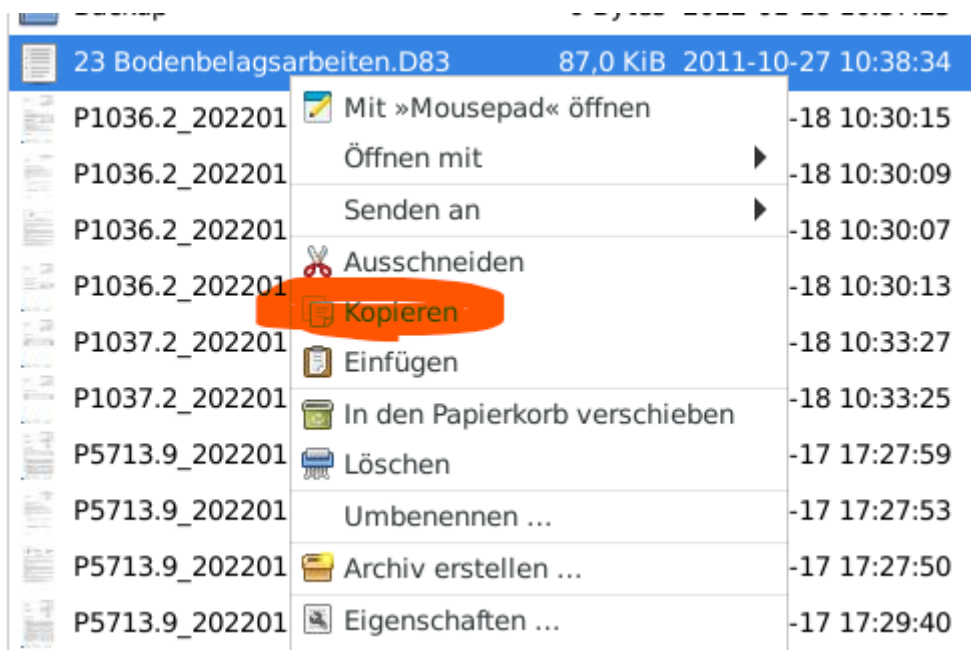 23 Bodenbelagsarbeiten.D83 87,0 KiB 2011-10-27 10:38:34
Mit »Mousepad« öffnen
P1036.2_202201 -18 10:30:15
Öffnen mit
P1036.2_202201 -18 10:30:09
Senden an
P1036.2_202201 -18 10:30:07
Ausschneiden
P1036.2_202201 -18 10:30:13
Kopieren
P1037.2_202201 -18 10:33:27
Einfügen
P1037.2_202201 -18 10:33:25
In den Papierkorb verschieben
P5713.9_202201 -17 17:27:59
Löschen
P5713.9_202201 -17 17:27:53
Umbenennen ...
P5713.9_202201 -17 17:27:50
Archiv erstellen ...
P5713.9_202201 -17 17:29:40
Eigenschaften ...